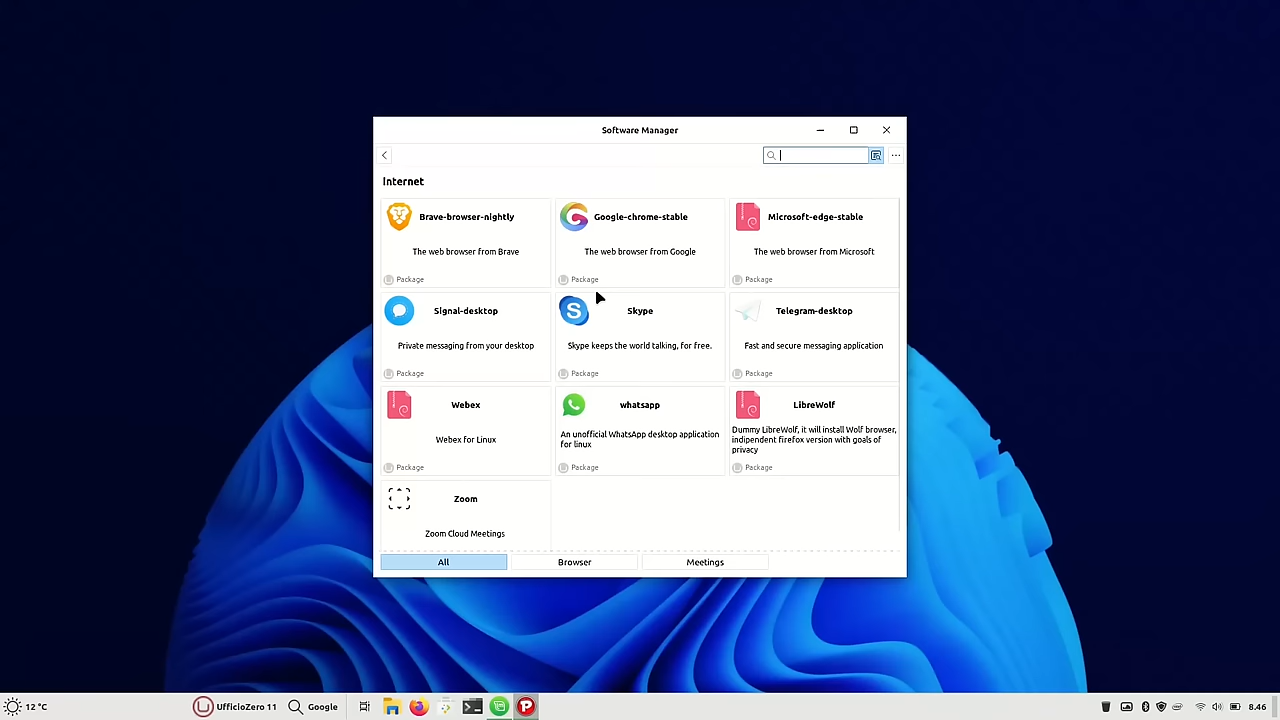 Software Manager
Internet
Brave-browser-nightly
The web browser from Brave
Package
Google-chrome-stable
The web browser from Google
Package
Microsoft-edge-stable
The web browser from Microsoft
Package
Signal-desktop
Private messaging from your desktop
Package
Skype
Skype keeps the world talking, for free.
Package
Telegram-desktop
Fast and secure messaging application
Package
Webex
Webex for Linux
Package
whatsapp
An unofficial WhatsApp desktop application
for linux
Package
LibreWolf
Dummy LibreWolf, it will install Wolf browser,
indipendent firefox version with goals of
privacy
Package
Zoom
Zoom Cloud Meetings
All
Browser
Meetings
12 °C
UfficioZero 11
Google
8.46